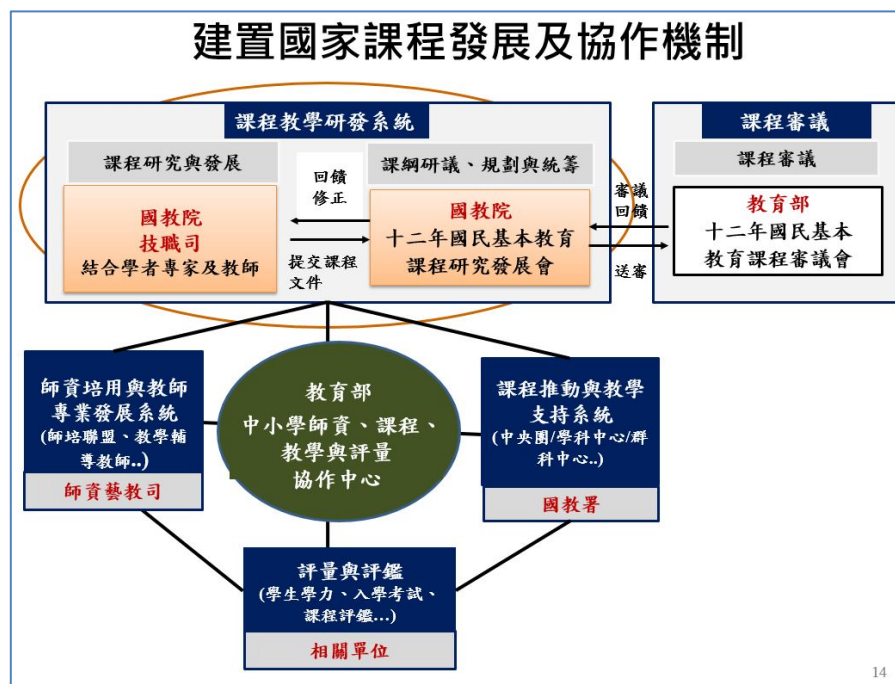 建置國家課程發展及協作機制
課程教學研發系統
課程研究與發展
國教院
技職司
結合學者專家及教師
回饋
修正
提交課程
文件
課綱研議、規劃與統籌
國教院
十二年國民基本教育
課程研究發展會
審議
回饋
送審
課程審議
課程審議
教育部
十二年國民基本
教育課程審議會
師資培用與教師
專業發展系統
(師培聯盟、教學輔
導教師..)
師資藝教司
教育部
中小學師資、課程、
教學與評量
協作中心
課程推動與教學
支持系統
(中央團/學科中心/群
科中心..)
國教署
評量與評鑑
(學生學力、入學考試、
課程評鑑…)
相關單位
14